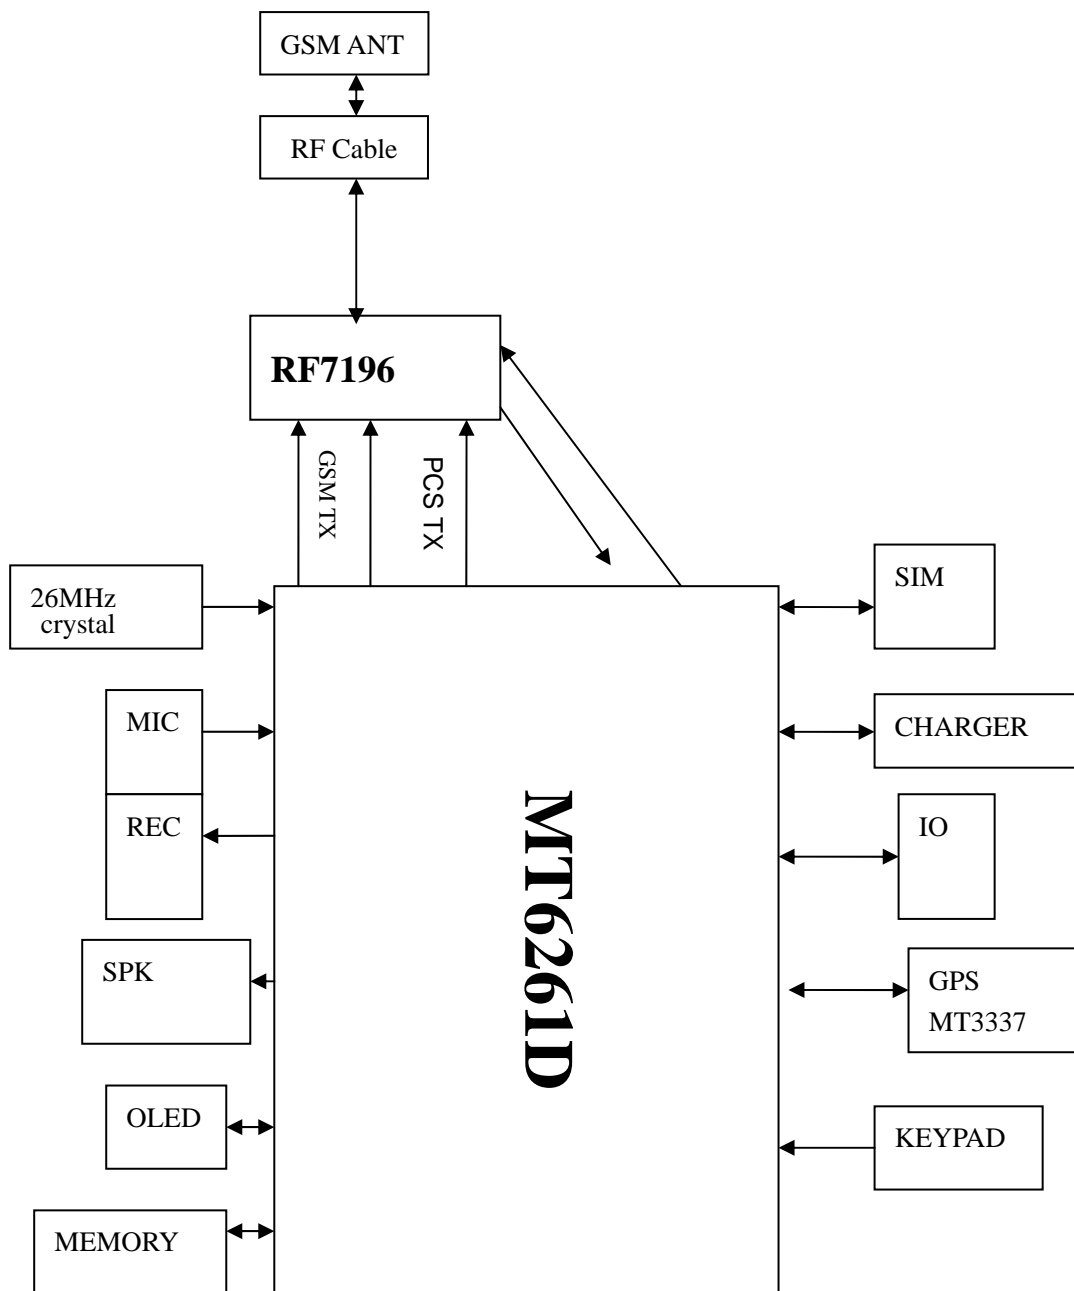 GSM ANT
RF Cable
RF7196
GSM TX
PCS TX
26MHz
crystal
SIM
MIC
CHARGER
REC
IO
MT6261D
SPK
GPS
MT3337
OLED
KEYPAD
MEMORY